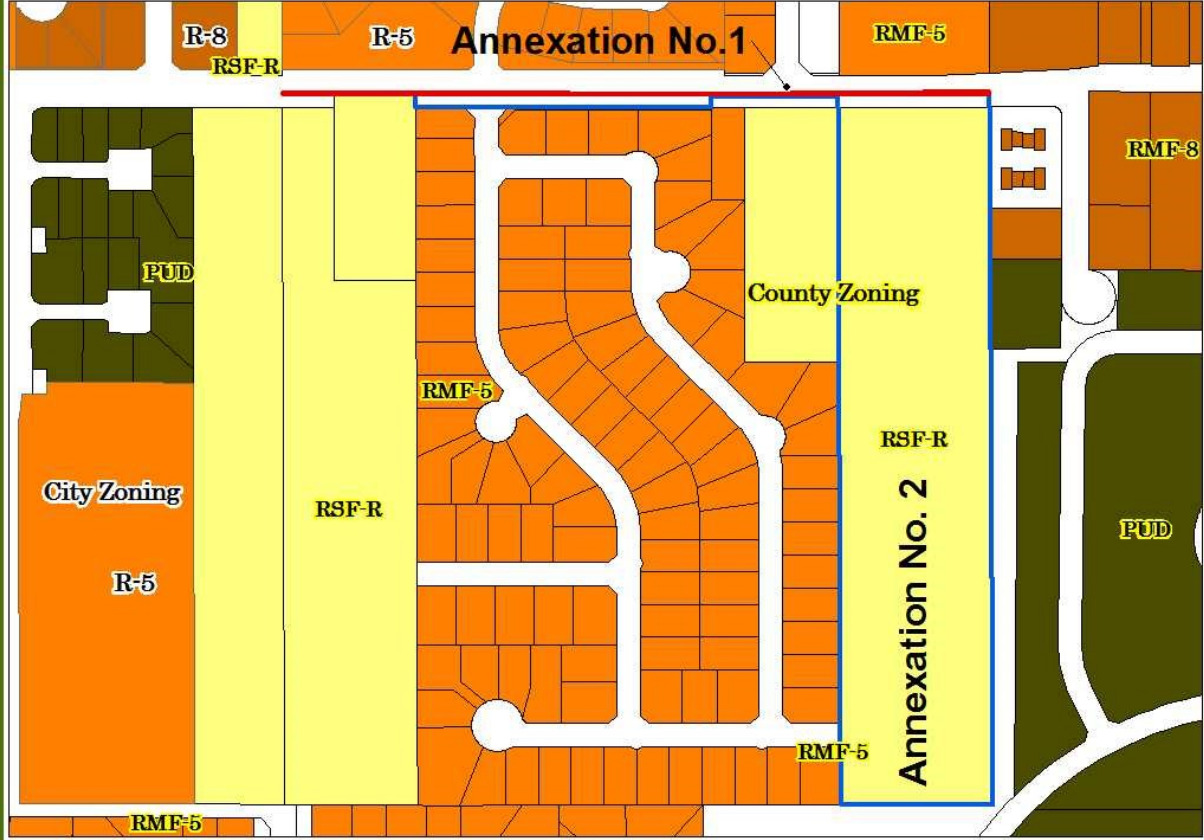 R-8
R-5
Annexation No.1
RMF-5
RSF-R
RMF-8
PUD
County Zoning
RMF-5
RSF-R
City Zoning
RSF-R
R-5
PUD
Annexation No. 2
RMF-5
RMF-5